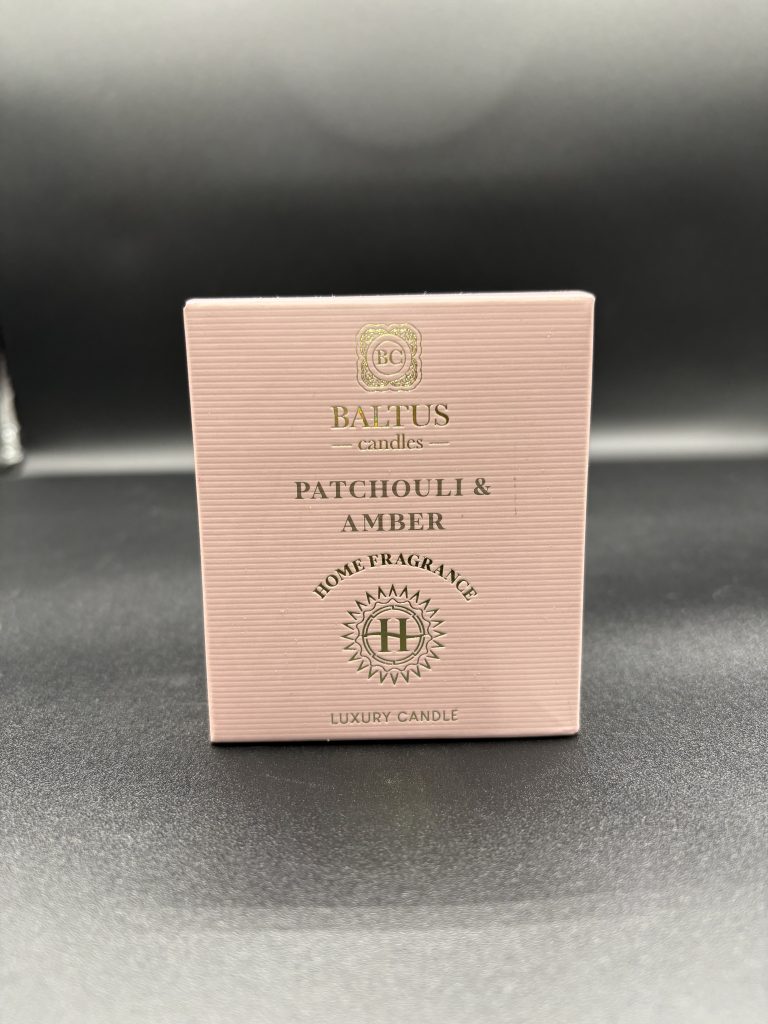 BC
BALTUS
— candles —
PATCHOULI &
AMBER
HOME FRAGRANCE
H
LUXURY CANDLE